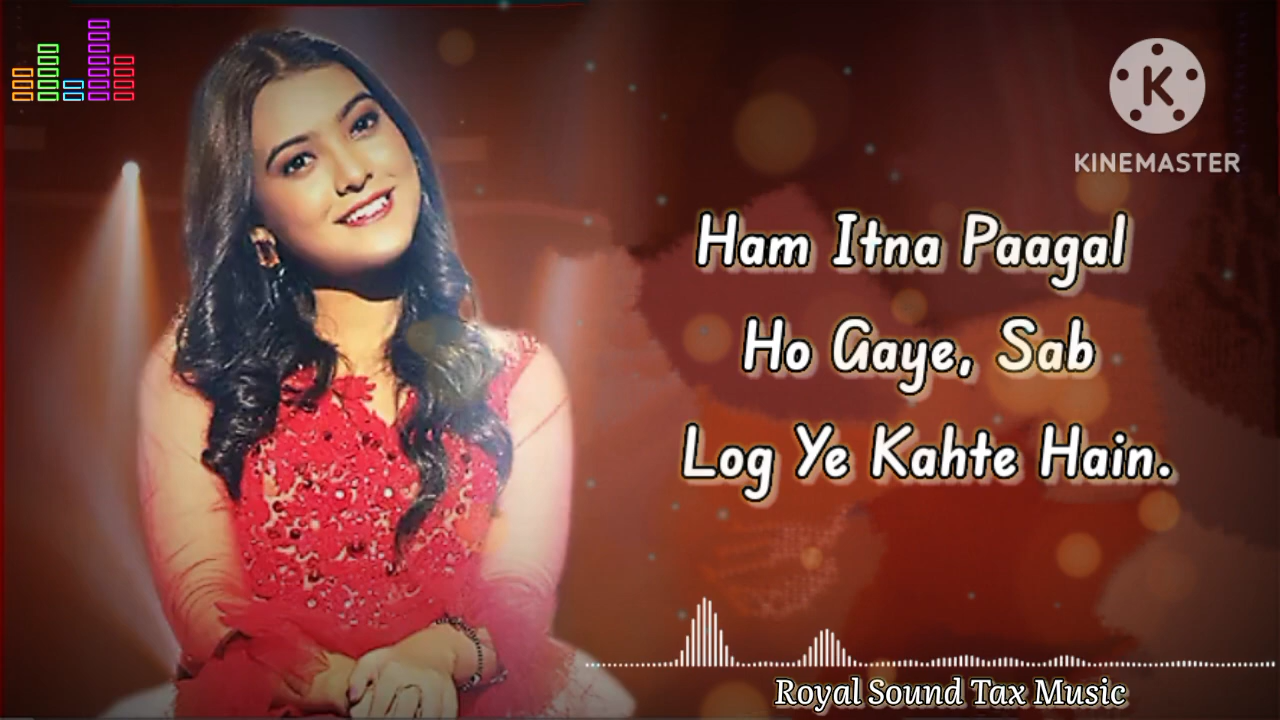 KINEMASTER
Ham Itna Paagal
Ho Gaye, Sab
Log Ye Kahte Hain.
Royal Sound Tax Music